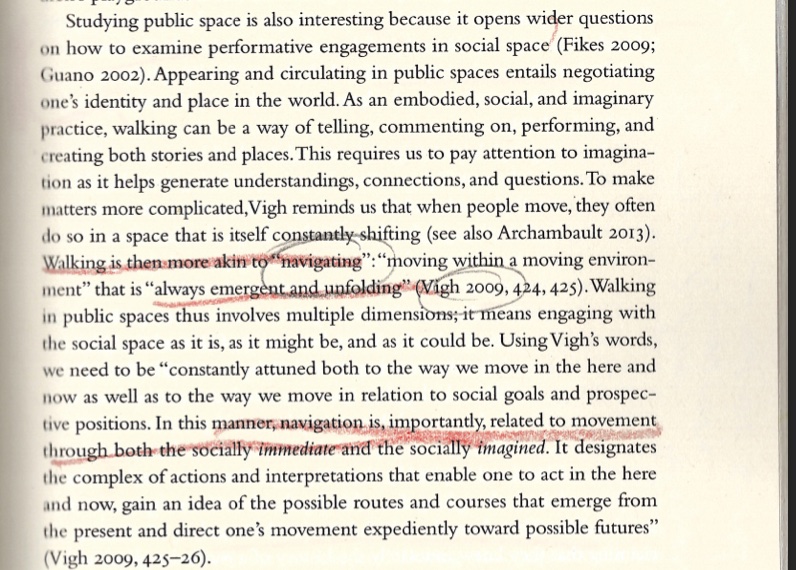 Studying public space is also interesting because it opens wider questions
on how to examine performative engagements in social space (Fikes 2009;
Guano 2002). Appearing and circulating in public spaces entails negotiating
one's identity and place in the world. As an embodied, social, and imaginary
practice, walking can be a way of telling, commenting on, performing, and
creating both stories and places. This requires us to pay attention to imagina-
tion as it helps generate understandings, connections, and questions. To make
matters more complicated, Vigh reminds us that when people move, they often
do so in a space that is itself constantly shifting (see also Archambault 2013).
Walking is then more akin to "navigating": "moving within a moving environ-
ment" that is "always emergent and unfolding" (Vigh 2009, 424, 425). Walking
in public spaces thus involves multiple dimensions; it means engaging with
the social space as it is, as it might be, and as it could be. Using Vigh's words,
we need to be "constantly attuned both to the way we move in the here and
now as well as to the way we move in relation to social goals and prospec-
tive positions. In this manner, navigation is, importantly, related to movement
through both the socially immediate and the socially imagined. It designates
the complex of actions and interpretations that enable one to act in the here
and now, gain an idea of the possible routes and courses that emerge from
the present and direct one's movement expediently toward possible futures"
(Vigh 2009, 425–26).